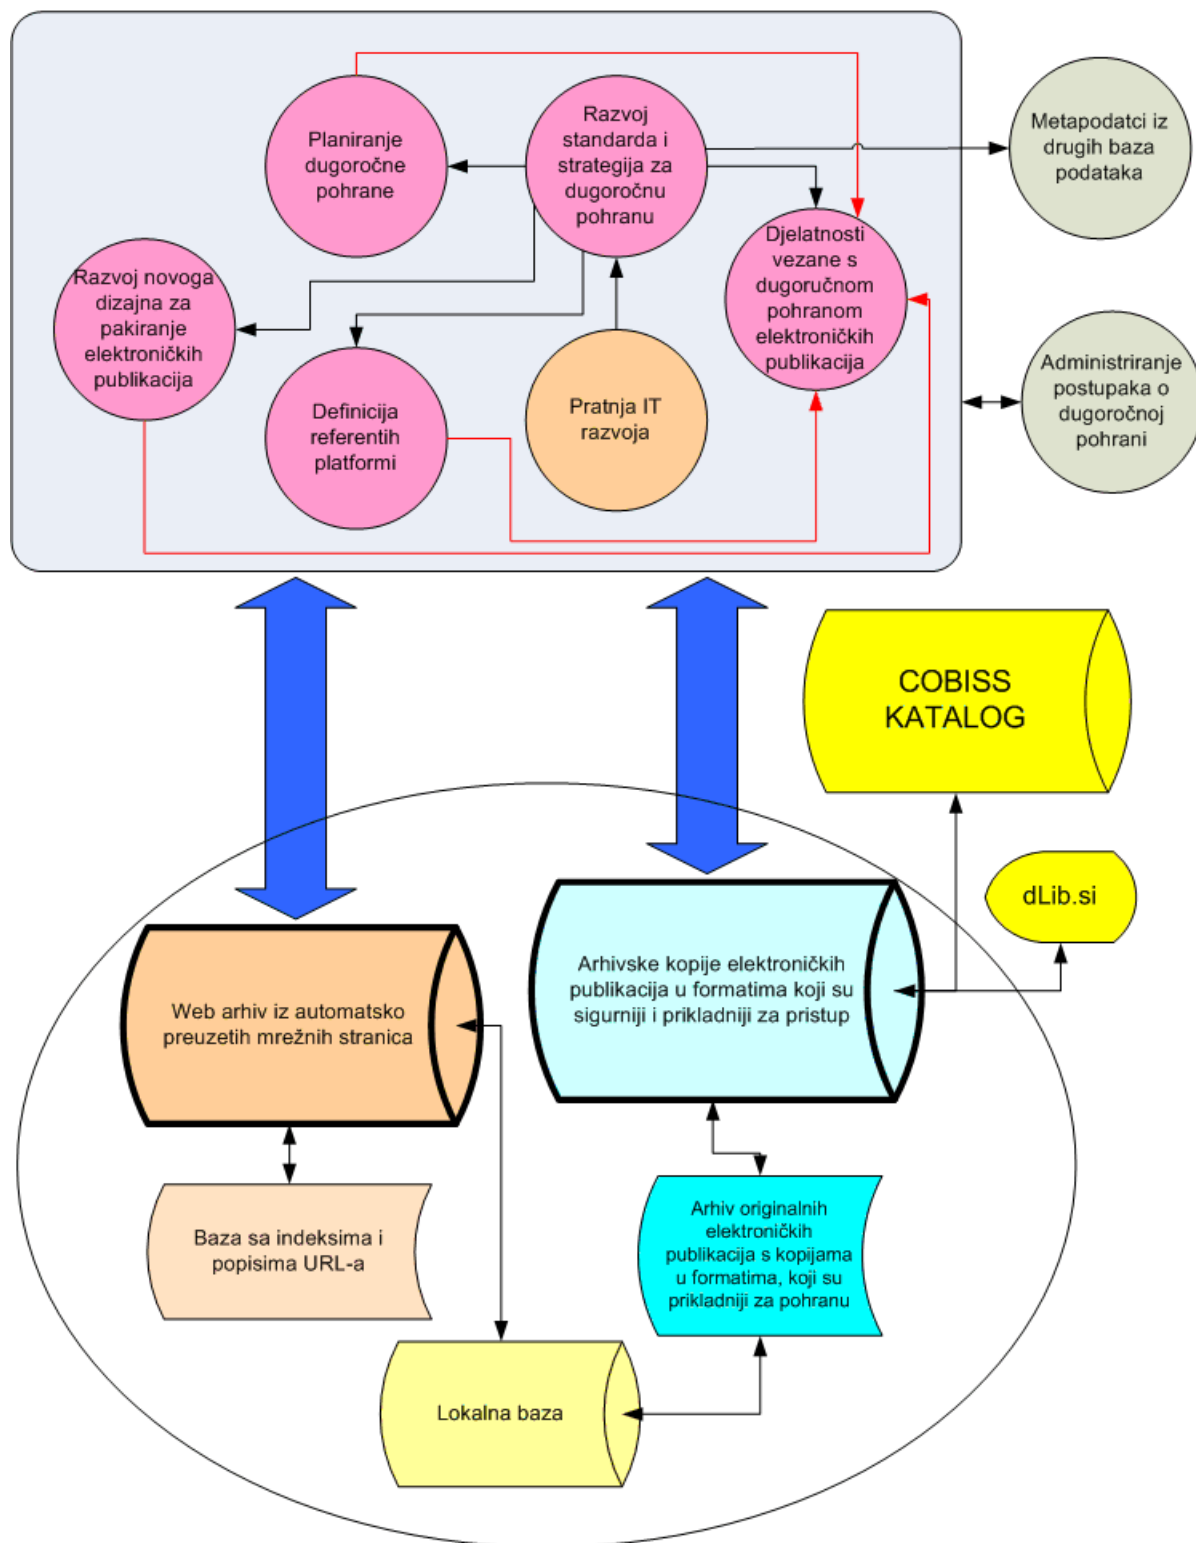 Planiranje
dugoročne
pohrane
Razvoj
standarda i
strategija za
dugoročnu
pohranu
Metapodatci iz
drugih baza
podataka
Razvoj novoga
dizajna za
pakiranje
elektroničkih
publikacija
Djelatnosti
vezane s
dugoručnom
pohranom
elektroničkih
publikacija
Definicija
referentih
platformi
Pratnja IT
razvoja
Administriranje
postupaka o
dugoročnoj
pohrani
COBISS
KATALOG
dLib.si
Web arhiv iz automatsko
preuzetih mrežnih stranica
Arhivske kopije elektroničkih
publikacija u formatima koji su
sigurniji i prikladniji za pristup
Baza sa indeksima i
popisima URL-a
Arhiv originalnih
elektroničkih
publikacija s kopijama
u formatima, koji su
prikladniji za pohranu
Lokalna baza